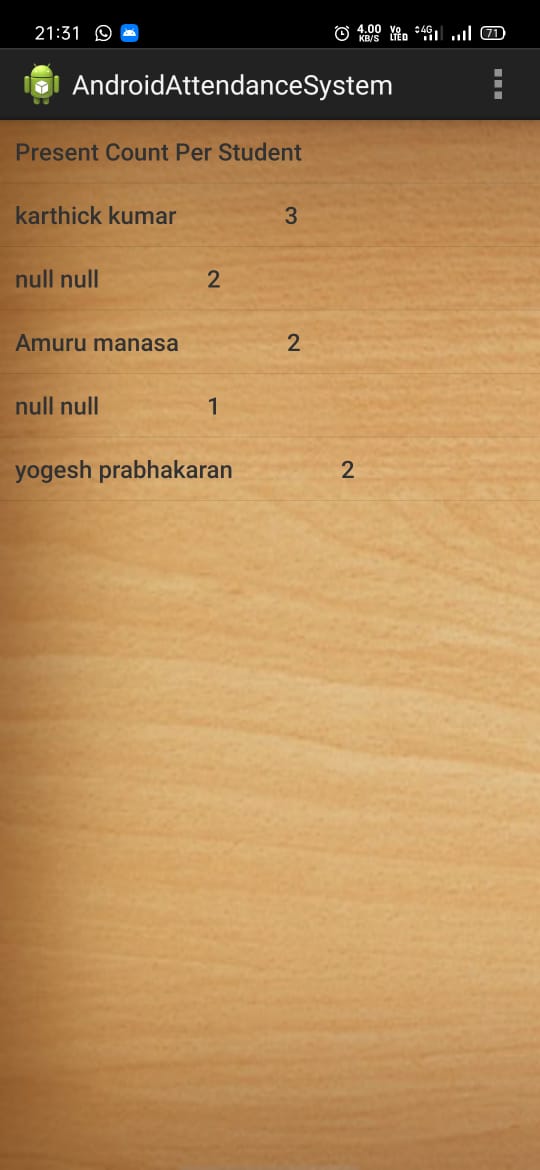 21:31 4.00 KB/S Vo LTED 4G 71
AndroidAttendanceSystem
Present Count Per Student
karthick kumar 3
null null 2
Amuru manasa 2
null null 1
yogesh prabhakaran 2